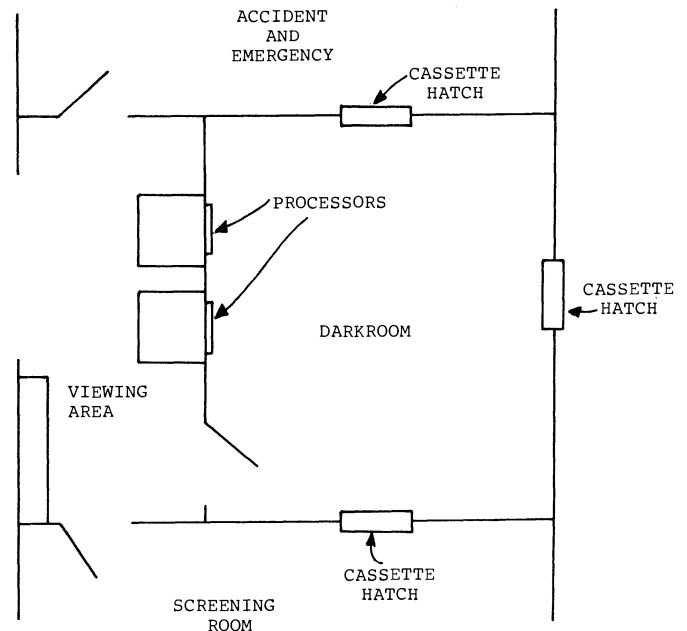 ACCIDENT
AND
EMERGENCY
CASSETTE
HATCH
PROCESSORS
CASSETTE
HATCH
DARKROOM
VIEWING
AREA
CASSETTE
HATCH
SCREENING
ROOM